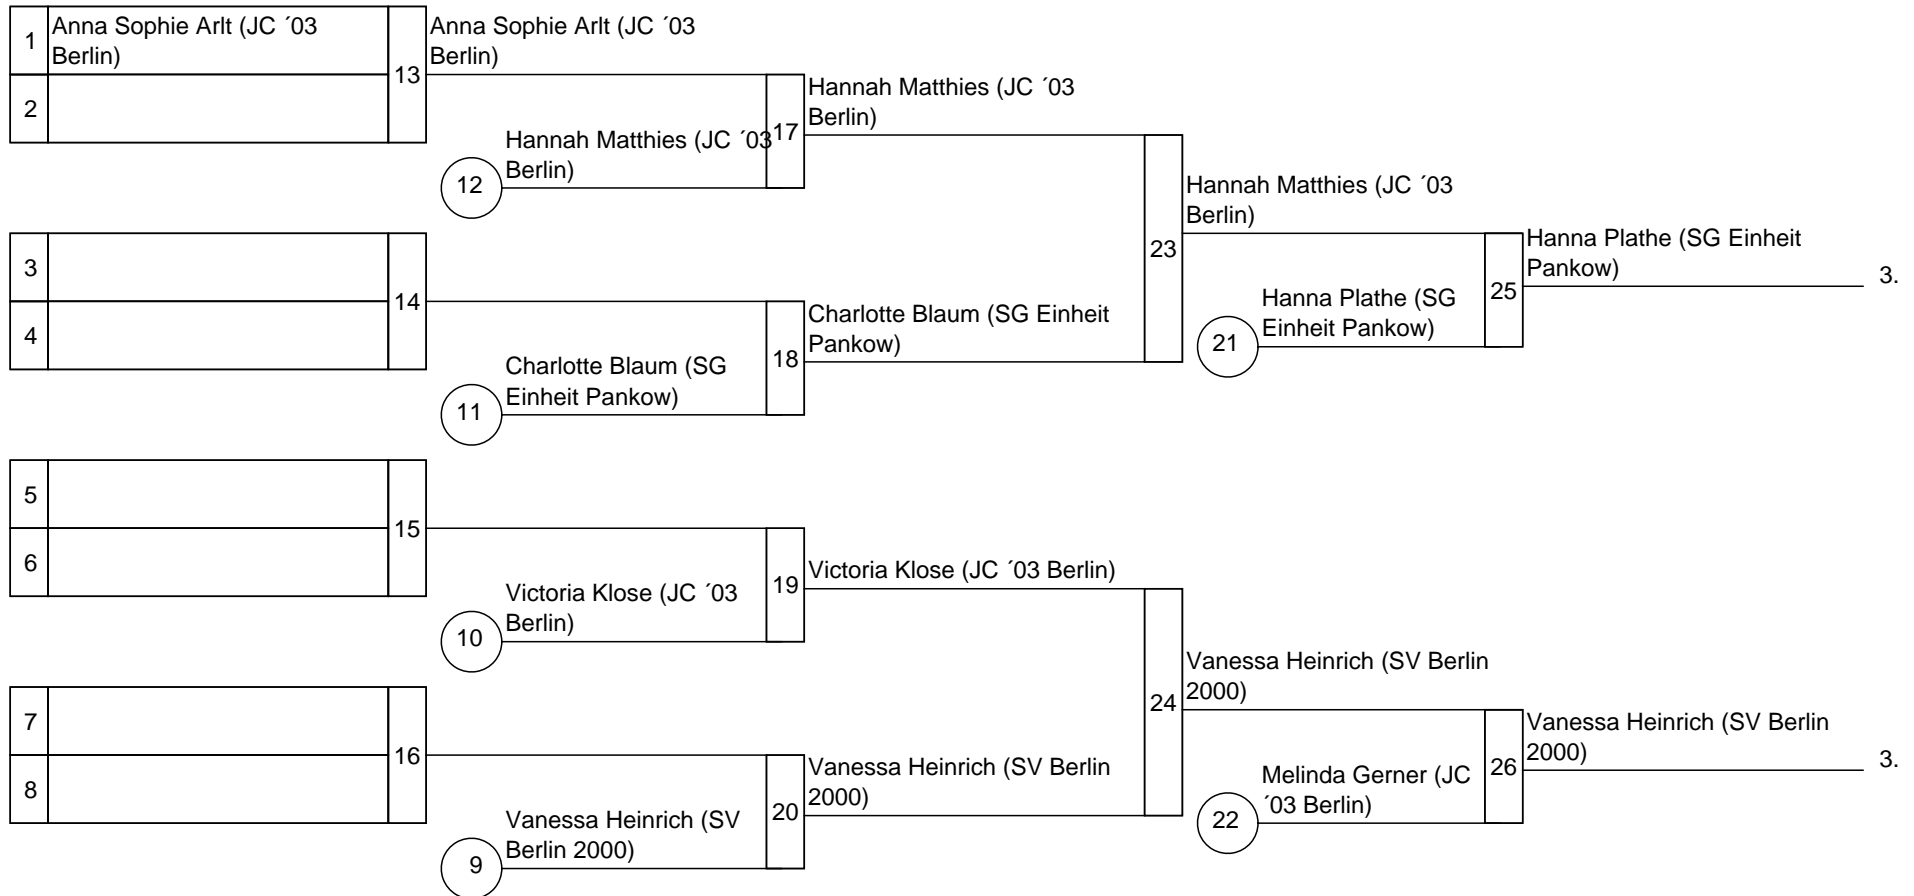 1
Anna Sophie Arlt (JC ´03
Berlin)
2
13
Anna Sophie Arlt (JC ´03
Berlin)
Hannah Matthies (JC ´03
Berlin)
12
17
Hannah Matthies (JC ´03
Berlin)
3
4
14
Charlotte Blaum (SG
Einheit Pankow)
11
18
Charlotte Blaum (SG Einheit
Pankow)
23
Hannah Matthies (JC ´03
Berlin)
Hanna Plathe (SG
Einheit Pankow)
21
25
Hanna Plathe (SG Einheit
Pankow)
3.
5
6
15
Victoria Klose (JC ´03
Berlin)
10
19
Victoria Klose (JC ´03 Berlin)
7
8
16
Vanessa Heinrich (SV
Berlin 2000)
9
20
Vanessa Heinrich (SV Berlin
2000)
24
Vanessa Heinrich (SV Berlin
2000)
Melinda Gerner (JC
´03 Berlin)
22
26
Vanessa Heinrich (SV Berlin
2000)
3.